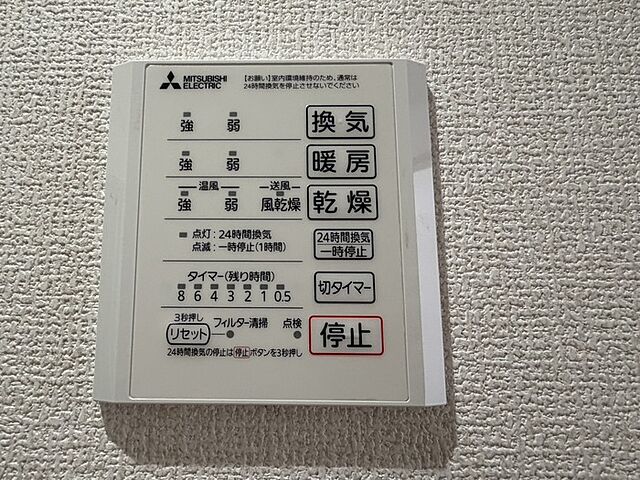 MITSUBISHI
ELECTRIC
【お願い】室内環境維持のため、通常は
24時間換気を停止させないでください
強 弱 換気
強 弱 暖房
温風 送風
強 弱 風乾燥 乾燥
点灯:24時間換気
点滅:一時停止(1時間)
24時間換気
一時停止
タイマー(残り時間)
8 6 4 3 2 1 0.5
切タイマー
3秒押し
リセット フィルター清掃 点検
停止
24時間換気の停止は停止ボタンを3秒押し